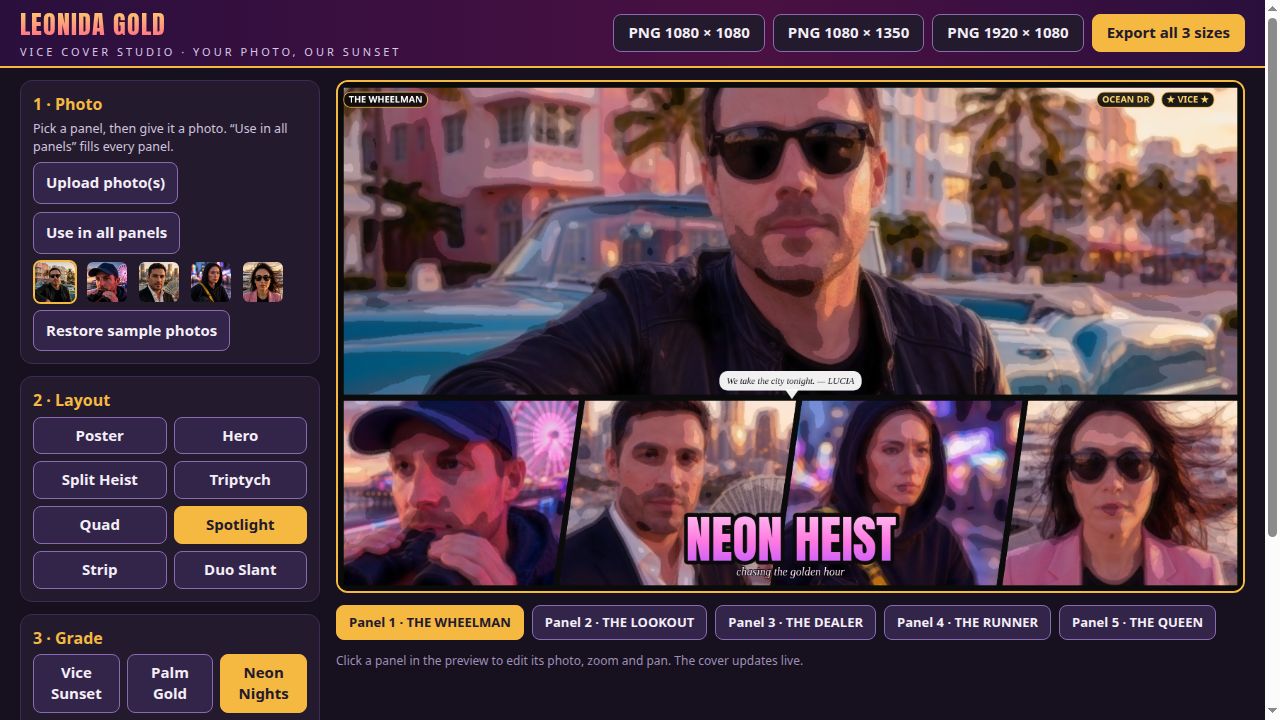 LEONIDA GOLD
VICE COVER STUDIO · YOUR PHOTO, OUR SUNSET
PNG 1080 × 1080
PNG 1080 × 1350
PNG 1920 × 1080
Export all 3 sizes
1 · Photo
Pick a panel, then give it a photo. “Use in all
panels” fills every panel.
Upload photo(s)
Use in all panels
Restore sample photos
2 · Layout
Poster
Hero
Split Heist
Triptych
Quad
Spotlight
Strip
Duo Slant
3 · Grade
Vice
Sunset
Palm
Gold
Neon
Nights
THE WHEELMAN
OCEAN DR
★ VICE ★
We take the city tonight. — LUCIA
NEON HEIST
chasing the golden hour
Panel 1 · THE WHEELMAN
Panel 2 · THE LOOKOUT
Panel 3 · THE DEALER
Panel 4 · THE RUNNER
Panel 5 · THE QUEEN
Click a panel in the preview to edit its photo, zoom and pan. The cover updates live.